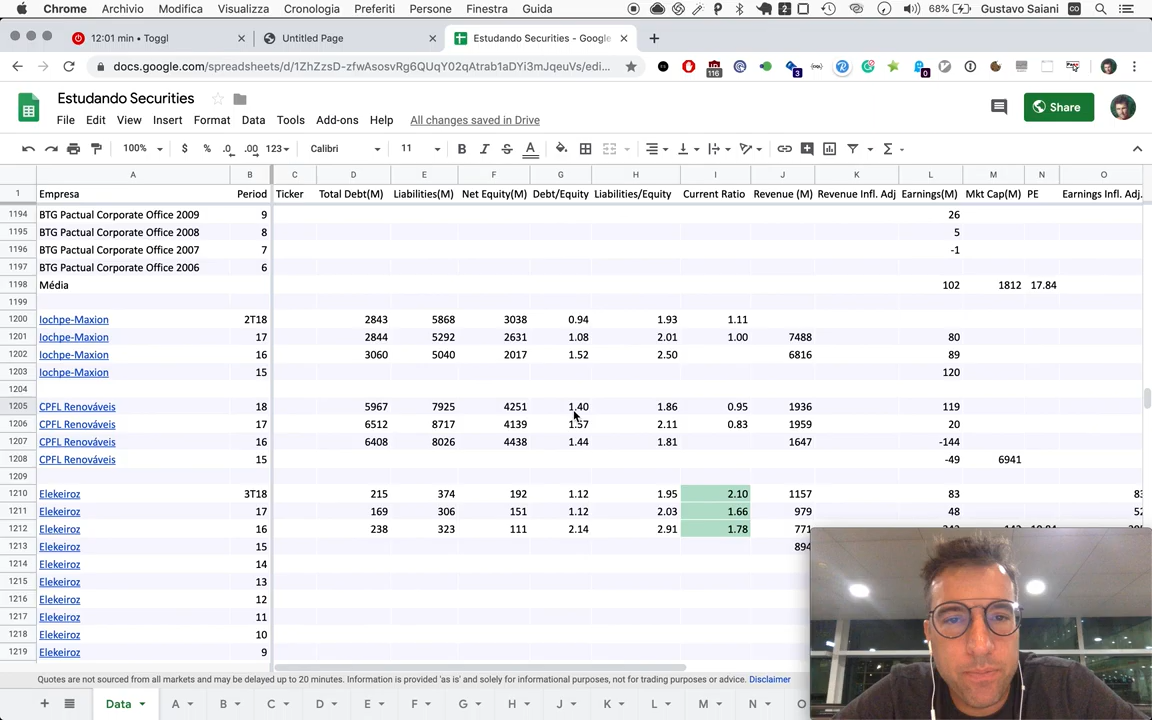 Chrome Archivio Modifica Visualizza Cronologia Preferiti Persone Finestra Guida 2 68% Gustavo Saiani
12:01 min • Toggl × Untitled Page × Estudando Securities - Google × +
docs.google.com/spreadsheets/d/1ZhZzsD-zfwAsosvRg6QUqY02qAtrab1aDYi3mJqeuVs/edi... 116 3 0
Estudando Securities
Share
File Edit View Insert Format Data Tools Add-ons Help All changes saved in Drive
100% $ % .0 .00 123 Calibri 11 B I S A Σ
A B C D E F G H I J K L M N O
1 Empresa Period Ticker Total Debt(M) Liabilities(M) Net Equity(M) Debt/Equity Liabilities/Equity Current Ratio Revenue (M) Revenue Infl. Adj Earnings(M) Mkt Cap(M) PE Earnings Infl. Adj.
1194 BTG Pactual Corporate Office 2009 9 26
1195 BTG Pactual Corporate Office 2008 8 5
1196 BTG Pactual Corporate Office 2007 7 -1
1197 BTG Pactual Corporate Office 2006 6
1198 Média 102 1812 17.84
1199
1200 Iochpe-Maxion 2T18 2843 5868 3038 0.94 1.93 1.11
1201 Iochpe-Maxion 17 2844 5292 2631 1.08 2.01 1.00 7488 80
1202 Iochpe-Maxion 16 3060 5040 2017 1.52 2.50 6816 89
1203 Iochpe-Maxion 15 120
1204
1205 CPFL Renováveis 18 5967 7925 4251 1.40 1.86 0.95 1936 119
1206 CPFL Renováveis 17 6512 8717 4139 1.57 2.11 0.83 1959 20
1207 CPFL Renováveis 16 6408 8026 4438 1.44 1.81 1647 -144
1208 CPFL Renováveis 15 -49 6941
1209
1210 Elekeiroz 3T18 215 374 192 1.12 1.95 2.10 1157 83
1211 Elekeiroz 17 169 306 151 1.12 2.03 1.66 979 48
1212 Elekeiroz 16 238 323 111 2.14 2.91 1.78 771
1213 Elekeiroz 15 894
1214 Elekeiroz 14
1215 Elekeiroz 13
1216 Elekeiroz 12
1217 Elekeiroz 11
1218 Elekeiroz 10
1219 Elekeiroz 9
Quotes are not sourced from all markets and may be delayed up to 20 minutes. Information is provided 'as is' and solely for informational purposes, not for trading purposes or advice. Disclaimer
+ Data A B C D E F G H J K L M N O